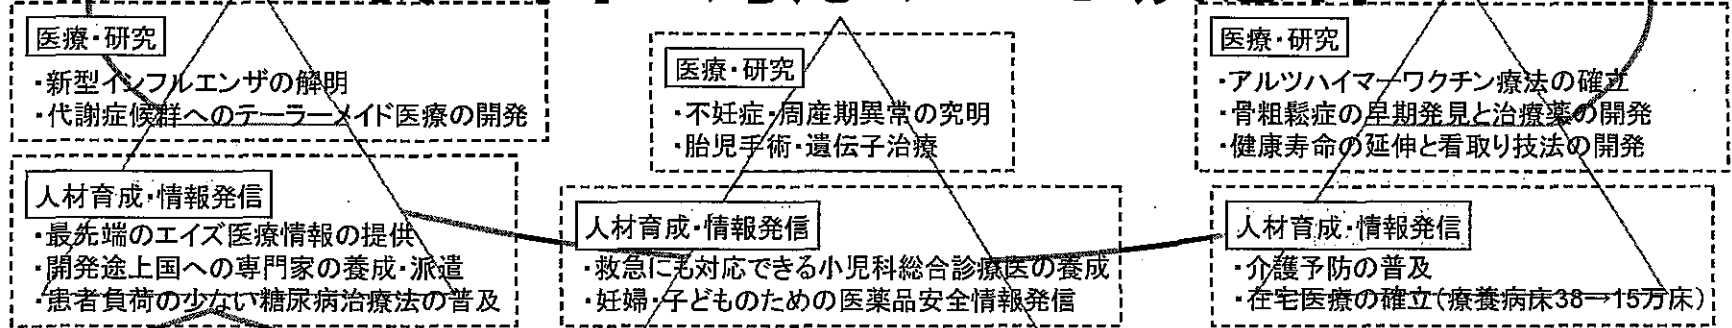 医療・研究
・新型インフルエンザの解明
・代謝症候群へのテーラーメイド医療の開発
人材育成・情報発信
・最先端のエイズ医療情報の提供
・開発途上国への専門家の養成・派遣
・患者負荷の少ない糖尿病治療法の普及
医療・研究
・不妊症・周産期異常の究明
・胎児手術・遺伝子治療
人材育成・情報発信
・救急にも対応できる小児科総合診療医の養成
・妊婦・子どものための医薬品安全情報発信
医療・研究
・アルツハイマーワクチン療法の確立
・骨粗鬆症の早期発見と治療薬の開発
・健康寿命の延伸と看取り技法の開発
人材育成・情報発信
・介護予防の普及
・在宅医療の確立(療養病床38→15万床)